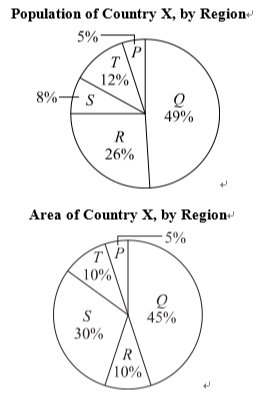 Population of Country X, by Region↵
5%
P
T
12%
8%
S
Q
49%
R
26%
↵
Area of Country X, by Region↵
5%
T
P
10%
Q
45%
S
30%
R
10%
↵